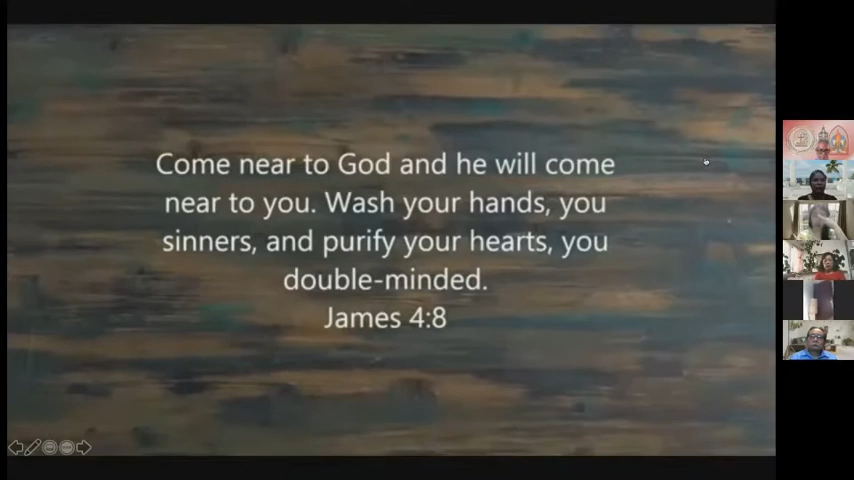 Come near to God and he will come
near to you. Wash your hands, you
sinners, and purify your hearts, you
double-minded.
James 4:8